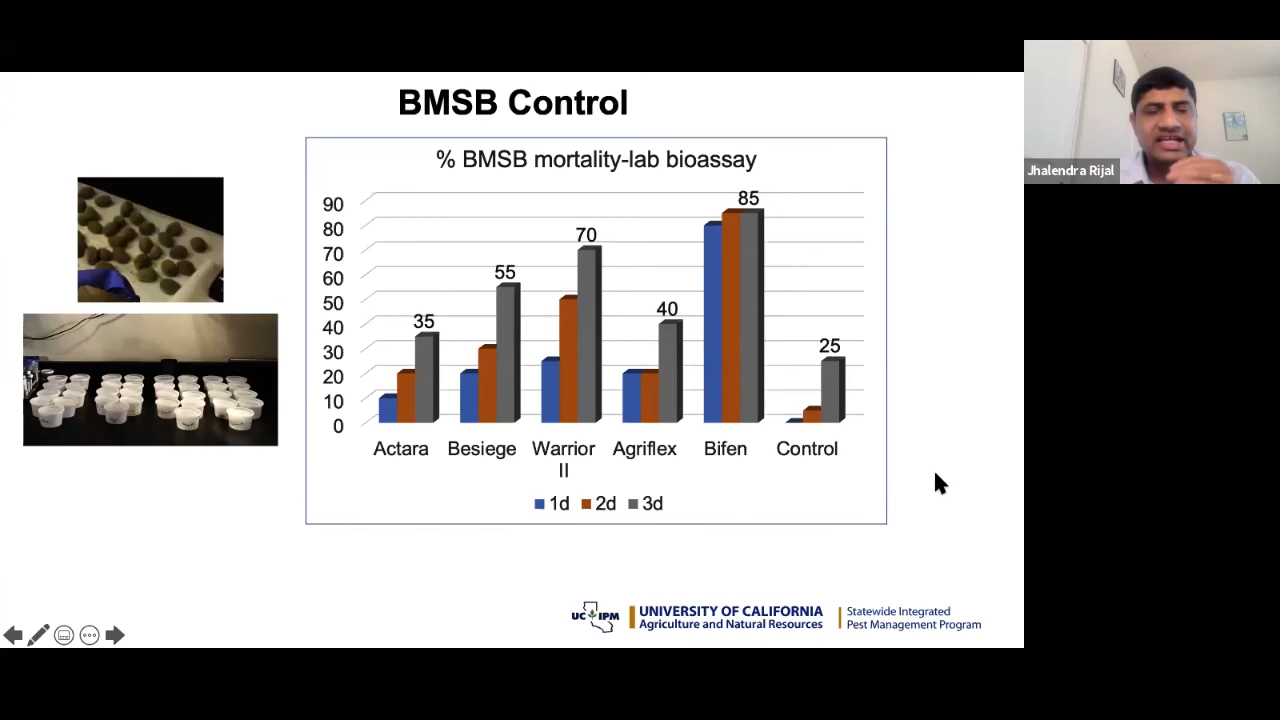 BMSB Control
% BMSB mortality-lab bioassay
90
80
70
60
50
40
30
20
10
0
35
55
70
40
85
25
Actara
Besiege
Warrior
II
Agriflex
Bifen
Control
1d 2d 3d
UC IPM
UNIVERSITY OF CALIFORNIA
Agriculture and Natural Resources
Statewide Integrated
Pest Management Program
Jhalendra Rijal